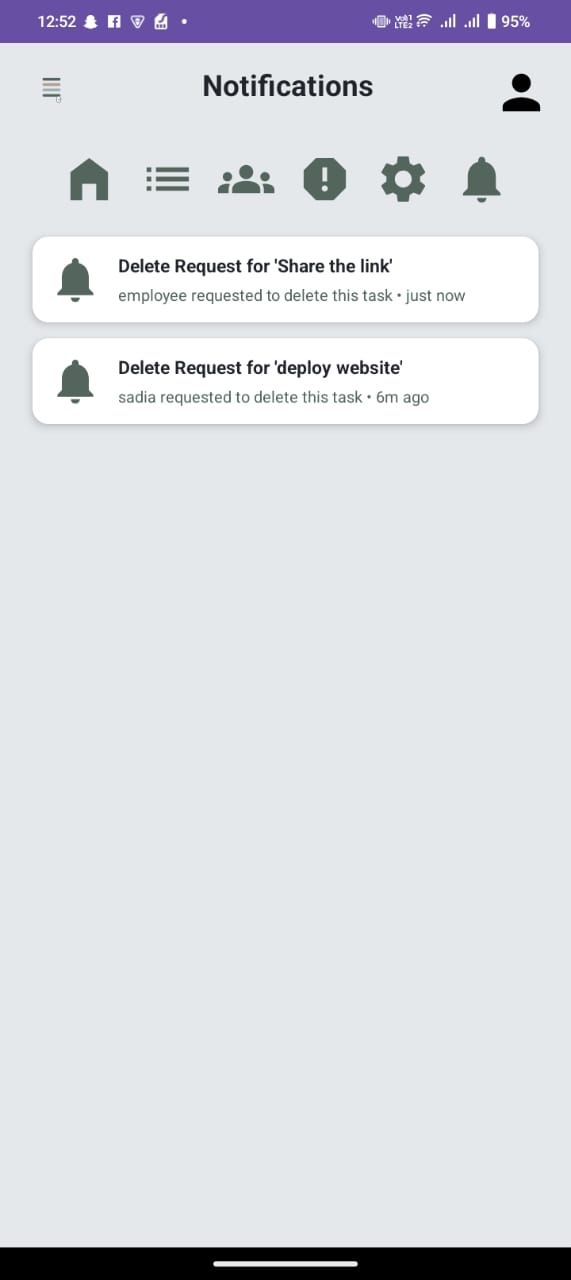 12:52
VoI)) LTE2
95%
Notifications
Delete Request for 'Share the link'
employee requested to delete this task • just now
Delete Request for 'deploy website'
sadia requested to delete this task • 6m ago